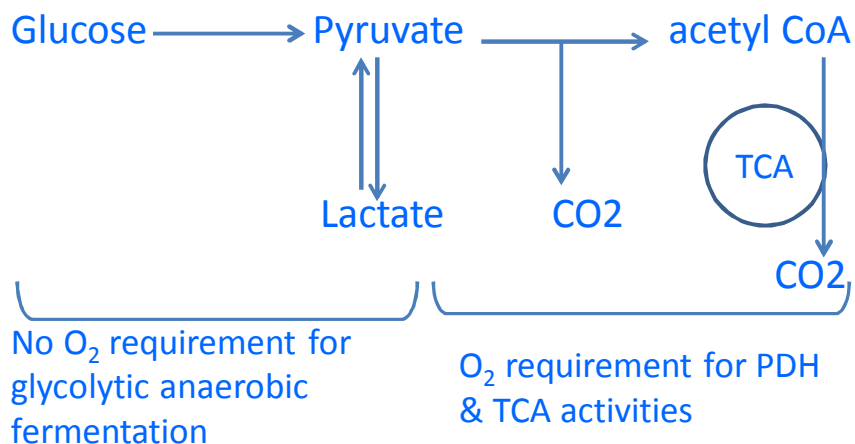 Glucose
Pyruvate
acetyl CoA
TCA
Lactate
CO2
CO2
No O₂ requirement for
glycolytic anaerobic
fermentation
O₂ requirement for PDH
& TCA activities